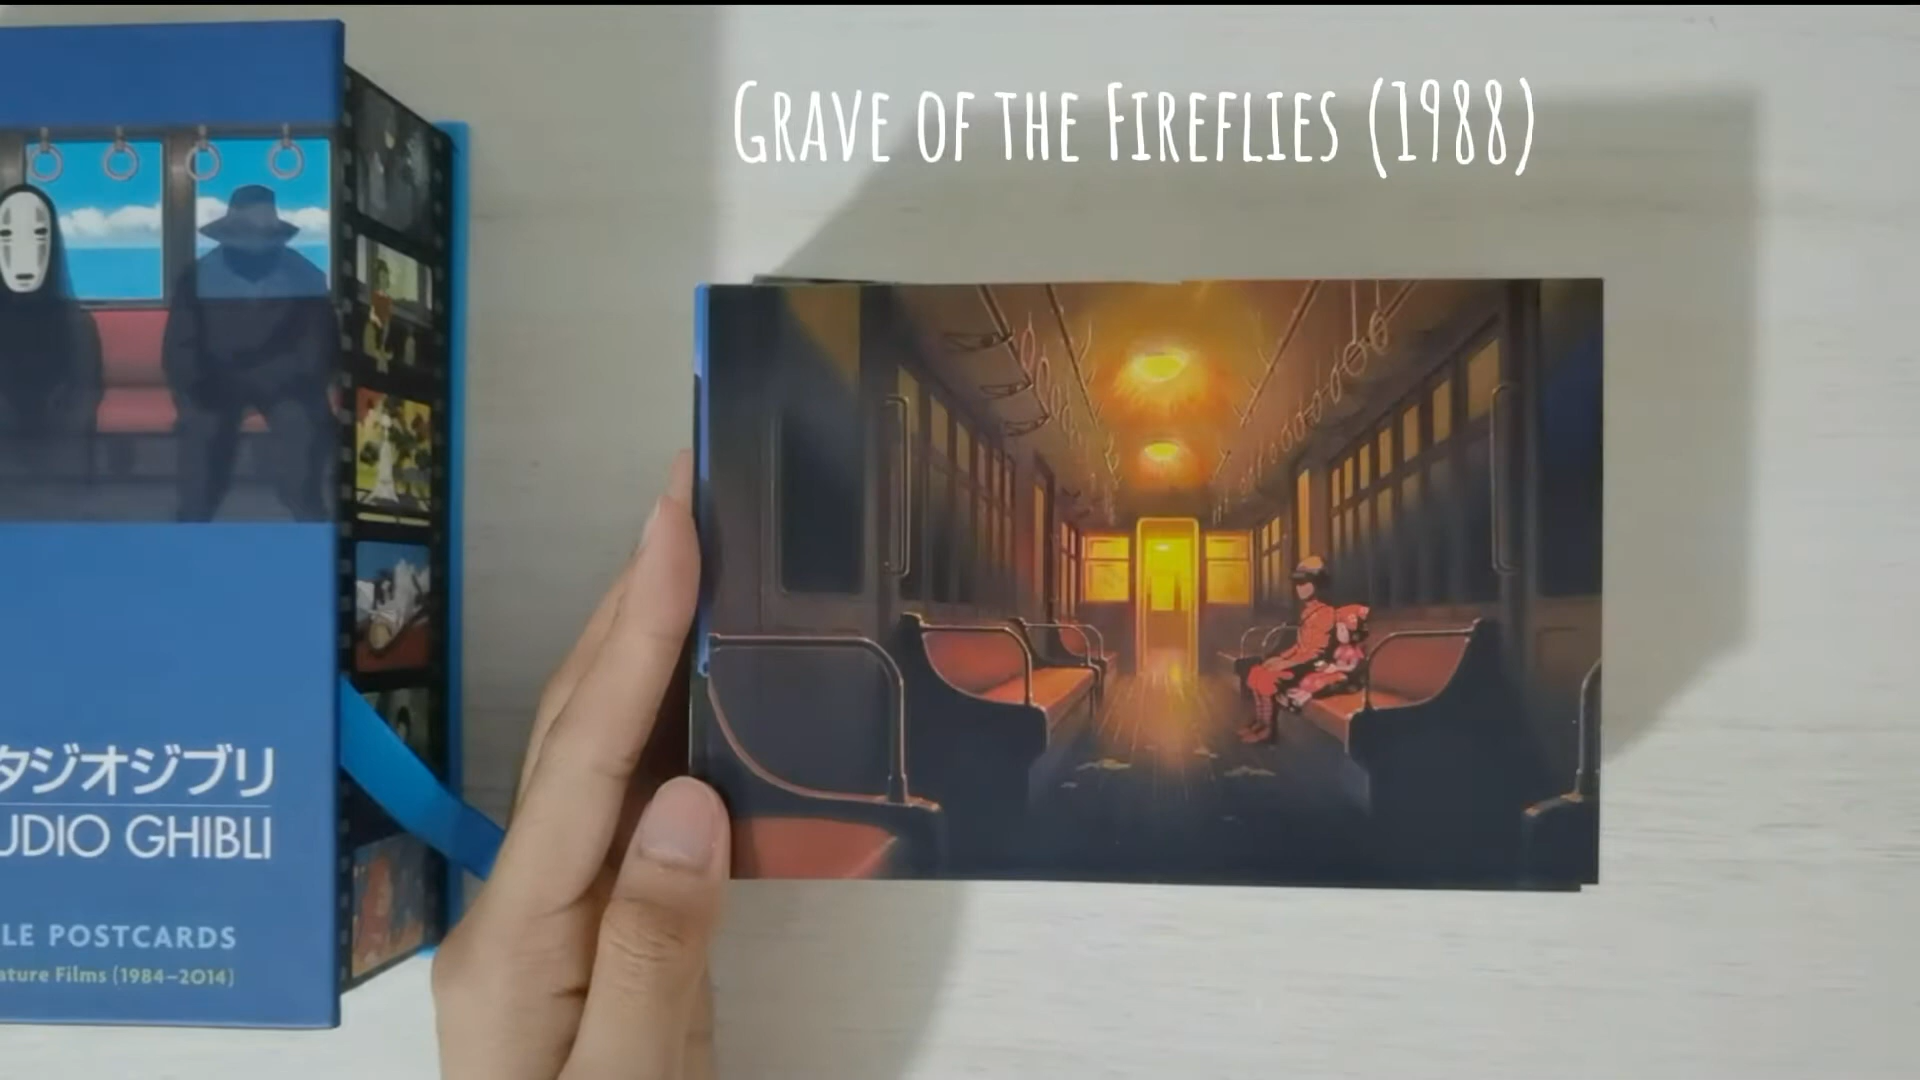 GRAVE OF THE FIREFLIES (1988)
タジオジブリ
UDIO GHIBLI
LE POSTCARDS
ature Films (1984–2014)